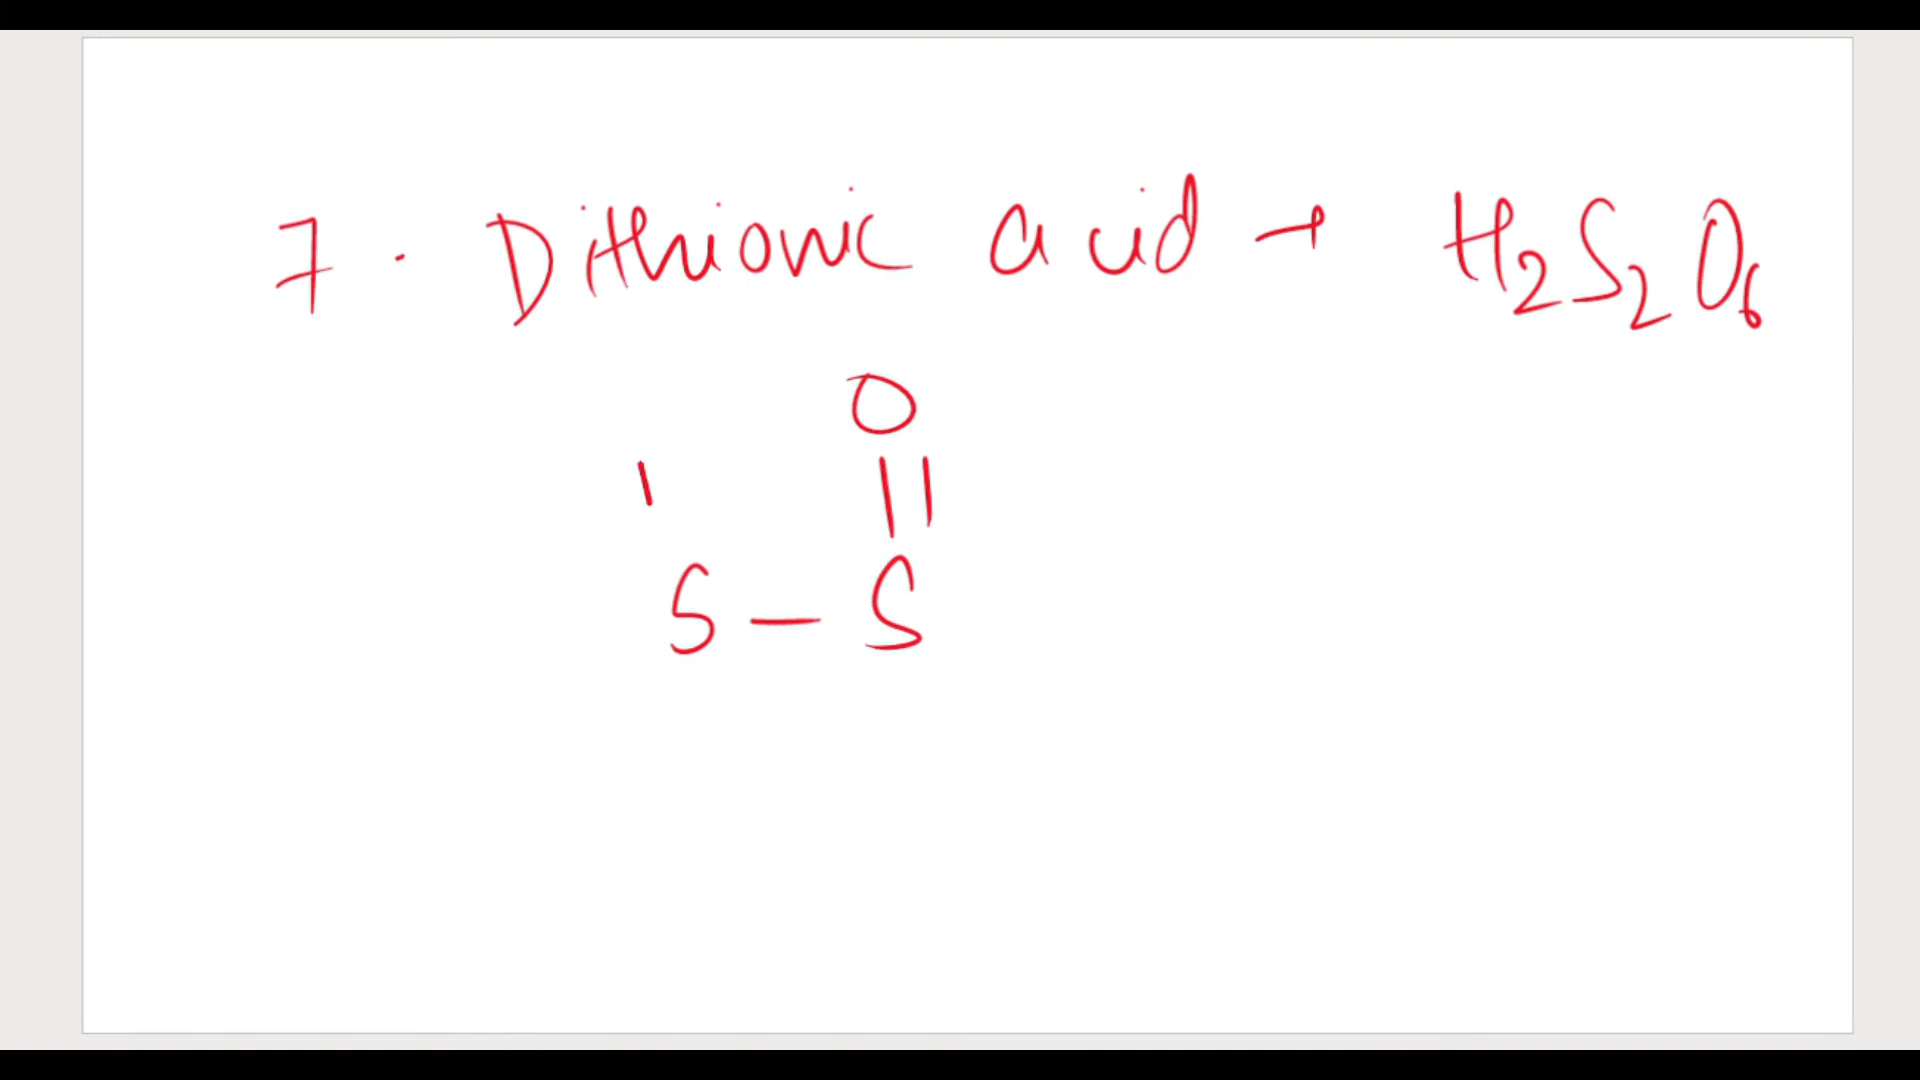 7. Dithionic acid → H₂S₂O₆
O
||
S – S